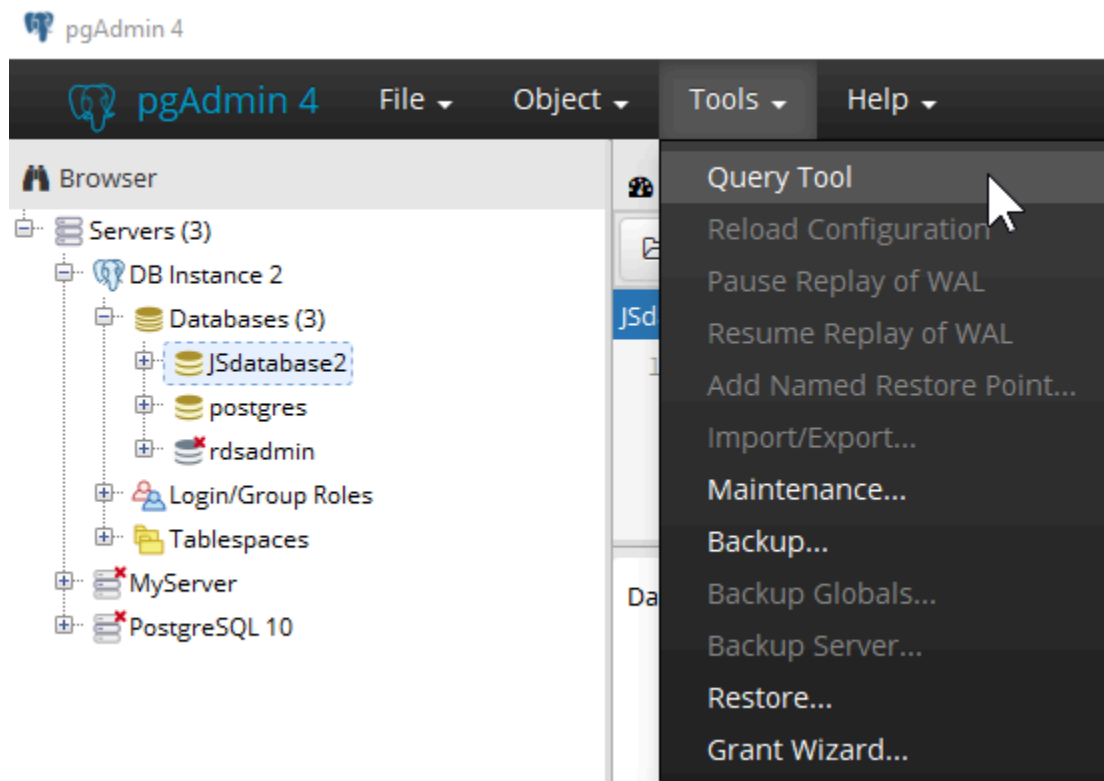 pgAdmin 4
pgAdmin 4 File Object Tools Help
Browser
Servers (3)
DB Instance 2
Databases (3)
JSdatabase2
postgres
rdsadmin
Login/Group Roles
Tablespaces
MyServer
PostgreSQL 10
JSd
1
Da
Query Tool
Reload Configuration
Pause Replay of WAL
Resume Replay of WAL
Add Named Restore Point...
Import/Export...
Maintenance...
Backup...
Backup Globals...
Backup Server...
Restore...
Grant Wizard...